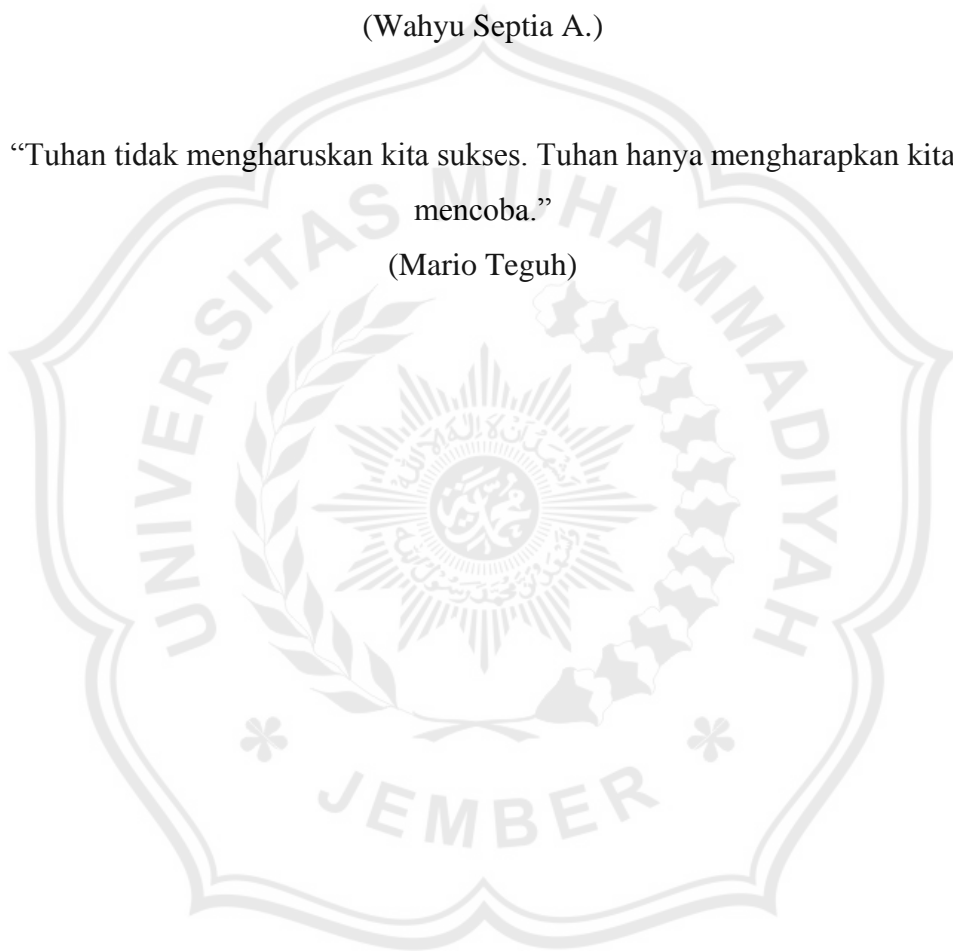 (Wahyu Septia A.)
“Tuhan tidak mengharuskan kita sukses. Tuhan hanya mengharapkan kita
mencoba.”
(Mario Teguh)
UNIVERSITAS MUHAMMADIYAH
JEMBER